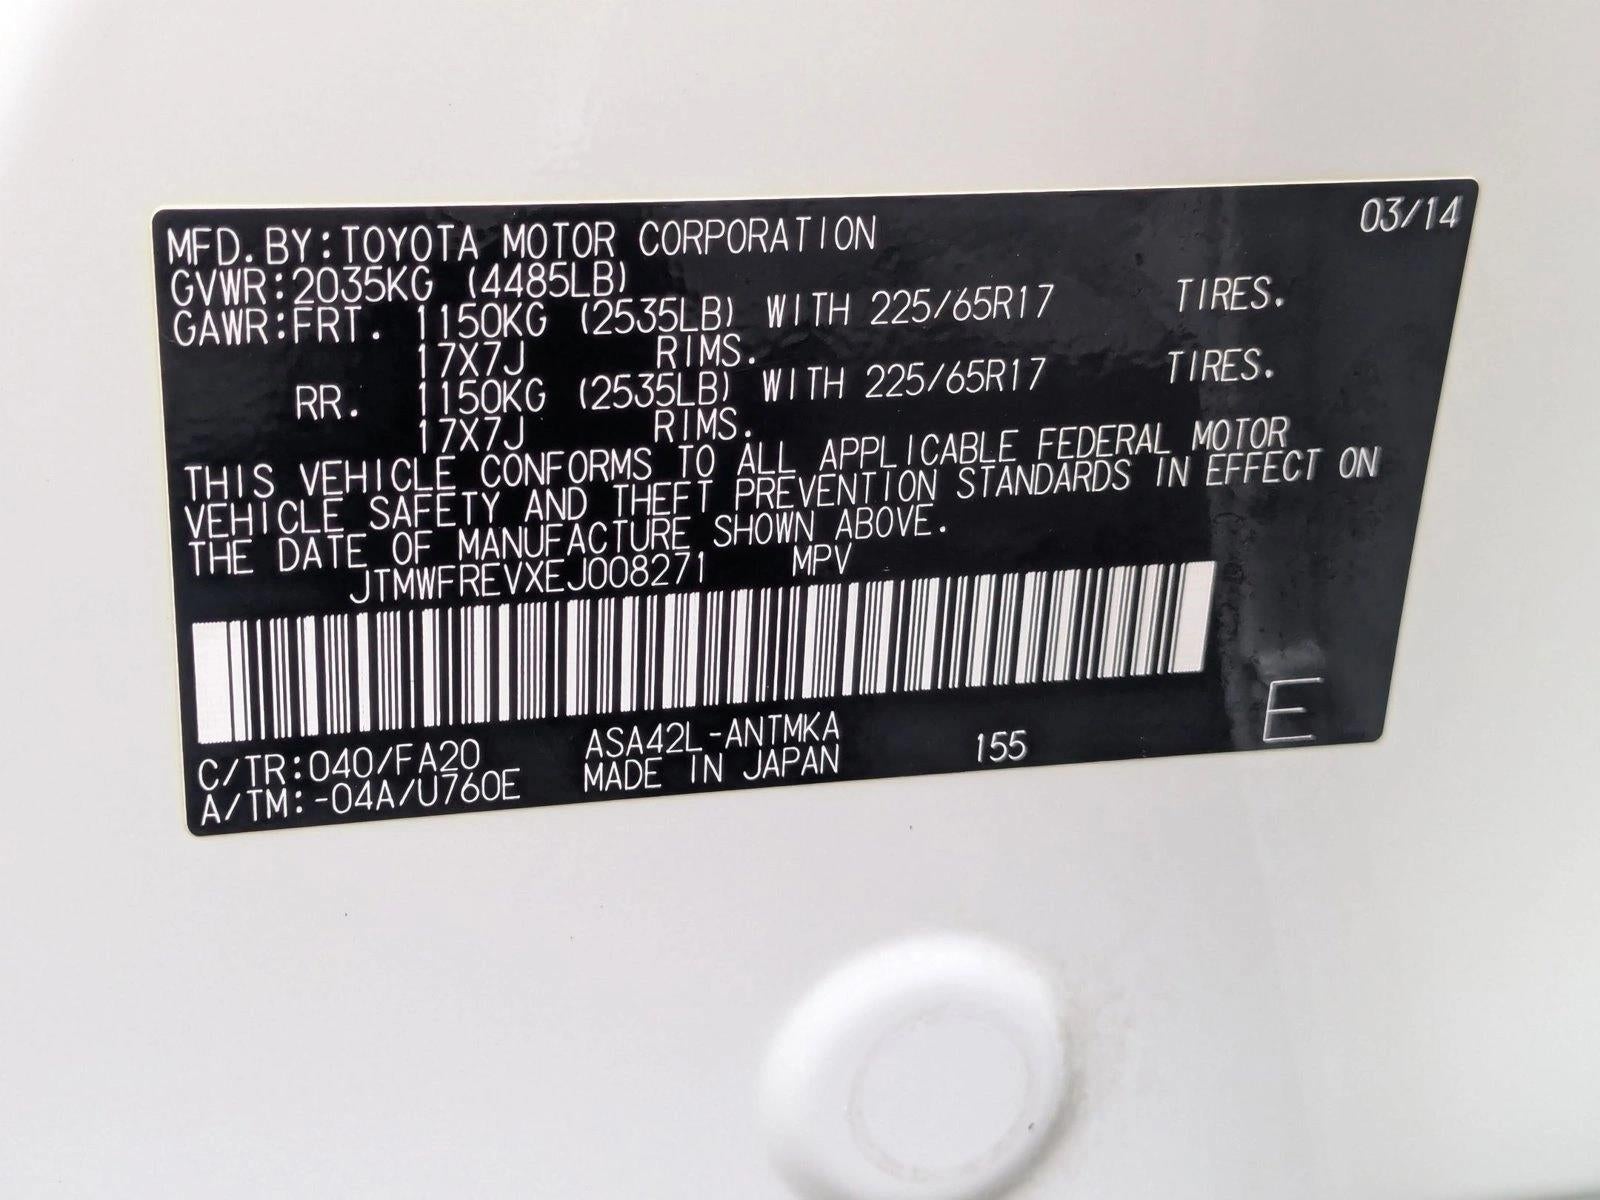 03/14
MFD.BY:TOYOTA MOTOR CORPORATION
GVWR:2035KG (4485LB)
GAWR:FRT. 1150KG (2535LB) WITH 225/65R17 TIRES.
17X7J RIMS.
RR. 1150KG (2535LB) WITH 225/65R17 TIRES.
17X7J RIMS.
THIS VEHICLE CONFORMS TO ALL APPLICABLE FEDERAL MOTOR
VEHICLE SAFETY AND THEFT PREVENTION STANDARDS IN EFFECT ON
THE DATE OF MANUFACTURE SHOWN ABOVE.
JTMWFREVXEJ008271 MPV
C/TR:040/FA20 ASA42L-ANTMKA 155 E
A/TM:-04A/U760E MADE IN JAPAN